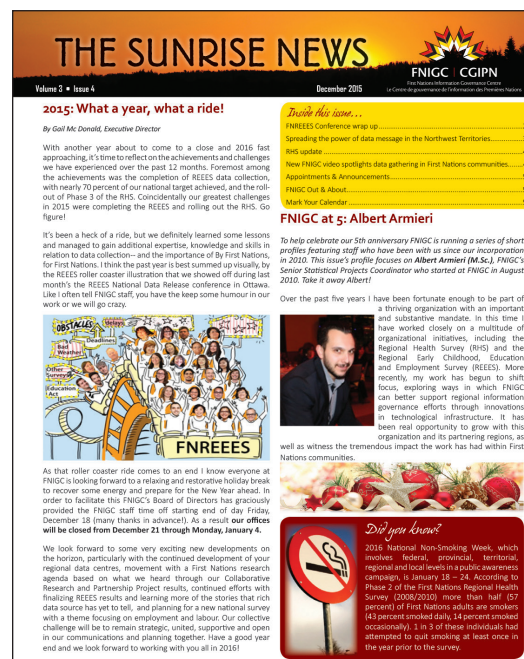 THE SUNRISE NEWS
FNIGC | CGIPN
First Nations Information Governance Centre
Le Centre de gouvernance de l'information des Premières Nations
Volume 3 ▪ Issue 4
December 2015
2015: What a year, what a ride!
By Gail Mc Donald, Executive Director
With another year about to come to a close and 2016 fast
approaching, it's time to reflect on the achievements and challenges
we have experienced over the past 12 months. Foremost among
the achievements was the completion of REEES data collection,
with nearly 70 percent of our national target achieved, and the roll-
out of Phase 3 of the RHS. Coincidentally our greatest challenges
in 2015 were completing the REEES and rolling out the RHS. Go
figure!
It's been a heck of a ride, but we definitely learned some lessons
and managed to gain additional expertise, knowledge and skills in
relation to data collection-- and the importance of By First Nations,
for First Nations. I think the past year is best summed up visually, by
the REEES roller coaster illustration that we showed off during last
month's the REEES National Data Release conference in Ottawa.
Like I often tell FNIGC staff, you have the keep some humour in our
work or we will go crazy.
OBSTACLES
delays
Deadlines
Bad
Weather
Other
Surveys
Education
Act
FNREEES
As that roller coaster ride comes to an end I know everyone at
FNIGC is looking forward to a relaxing and restorative holiday break
to recover some energy and prepare for the New Year ahead. In
order to facilitate this FNIGC's Board of Directors has graciously
provided the FNIGC staff time off starting end of day Friday,
December 18 (many thanks in advance!). As a result our offices
will be closed from December 21 through Monday, January 4.
We look forward to some very exciting new developments on
the horizon, particularly with the continued development of your
regional data centres, movement with a First Nations research
agenda based on what we heard through our Collaborative
Research and Partnership Project results, continued efforts with
finalizing REEES results and learning more of the stories that rich
data source has yet to tell, and planning for a new national survey
with a theme focusing on employment and labour. Our collective
challenge will be to remain strategic, united, supportive and open
in our communications and planning together. Have a good year
end and we look forward to working with you all in 2016!
Inside this issue...
FNREEES Conference wrap up
Spreading the power of data message in the Northwest Territories
RHS update
New FNIGC video spotlights data gathering in First Nations communities
Appointments & Announcements
FNIGC Out & About
Mark Your Calendar
FNIGC at 5: Albert Armieri
To help celebrate our 5th anniversary FNIGC is running a series of short
profiles featuring staff who have been with us since our incorporation
in 2010. This issue's profile focuses on Albert Armieri (M.Sc.), FNIGC's
Senior Statistical Projects Coordinator who started at FNIGC in August
2010. Take it away Albert!
Over the past five years I have been fortunate enough to be part of
a thriving organization with an important
and substantive mandate. In this time I
have worked closely on a multitude of
organizational initiatives, including the
Regional Health Survey (RHS) and the
Regional Early Childhood, Education
and Employment Survey (REEES). More
recently, my work has begun to shift
focus, exploring ways in which FNIGC
can better support regional information
governance efforts through innovations
in technological infrastructure. It has
been real opportunity to grow with this
organization and its partnering regions, as
well as witness the tremendous impact the work has had within First
Nations communities.
Did you know?
2016 National Non-Smoking Week, which
involves federal, provincial, territorial,
regional and local levels in a public awareness
campaign, is January 18 – 24. According to
Phase 2 of the First Nations Regional Health
Survey (2008/2010) more than half (57
percent) of First Nations adults are smokers
(43 percent smoked daily, 14 percent smoked
occasionally). 1 in 3 of these individuals had
attempted to quit smoking at least once in
the year prior to the survey.